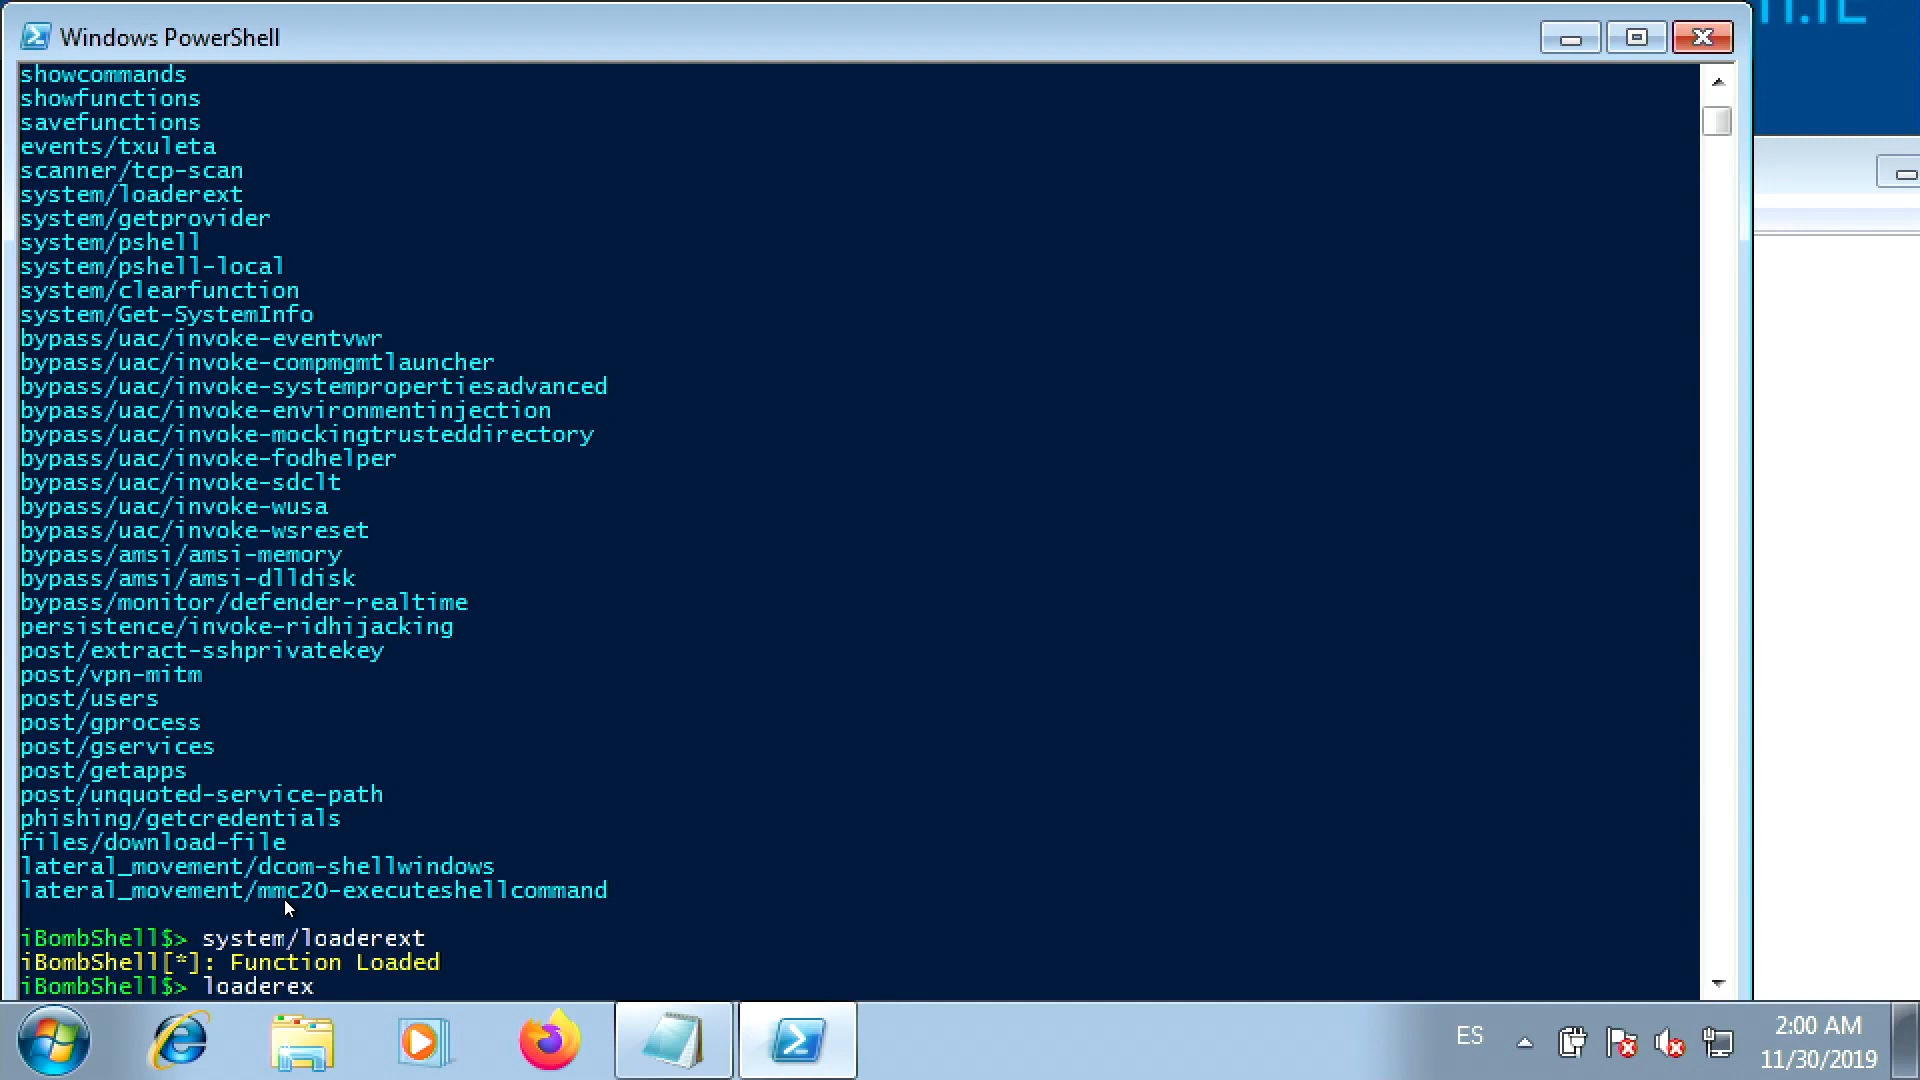 Windows PowerShell
showcommands
showfunctions
savefunctions
events/txuleta
scanner/tcp-scan
system/loaderext
system/getprovider
system/pshell
system/pshell-local
system/clearfunction
system/Get-SystemInfo
bypass/uac/invoke-eventvwr
bypass/uac/invoke-compmgmtlauncher
bypass/uac/invoke-systempropertiesadvanced
bypass/uac/invoke-environmentinjection
bypass/uac/invoke-mockingtrusteddirectory
bypass/uac/invoke-fodhelper
bypass/uac/invoke-sdclt
bypass/uac/invoke-wusa
bypass/uac/invoke-wsreset
bypass/amsi/amsi-memory
bypass/amsi/amsi-dlldisk
bypass/monitor/defender-realtime
persistence/invoke-ridhijacking
post/extract-sshprivatekey
post/vpn-mitm
post/users
post/gprocess
post/gservices
post/getapps
post/unquoted-service-path
phishing/getcredentials
files/download-file
lateral_movement/dcom-shellwindows
lateral_movement/mmc20-executeshellcommand
iBombShell$> system/loaderext
iBombShell[*]: Function Loaded
iBombShell$> loaderex
ES
2:00 AM
11/30/2019